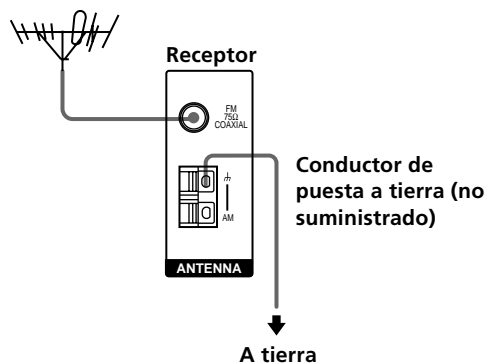 Receptor
FM
75Ω
COAXIAL
Conductor de
puesta a tierra (no
suministrado)
AM
ANTENNA
A tierra